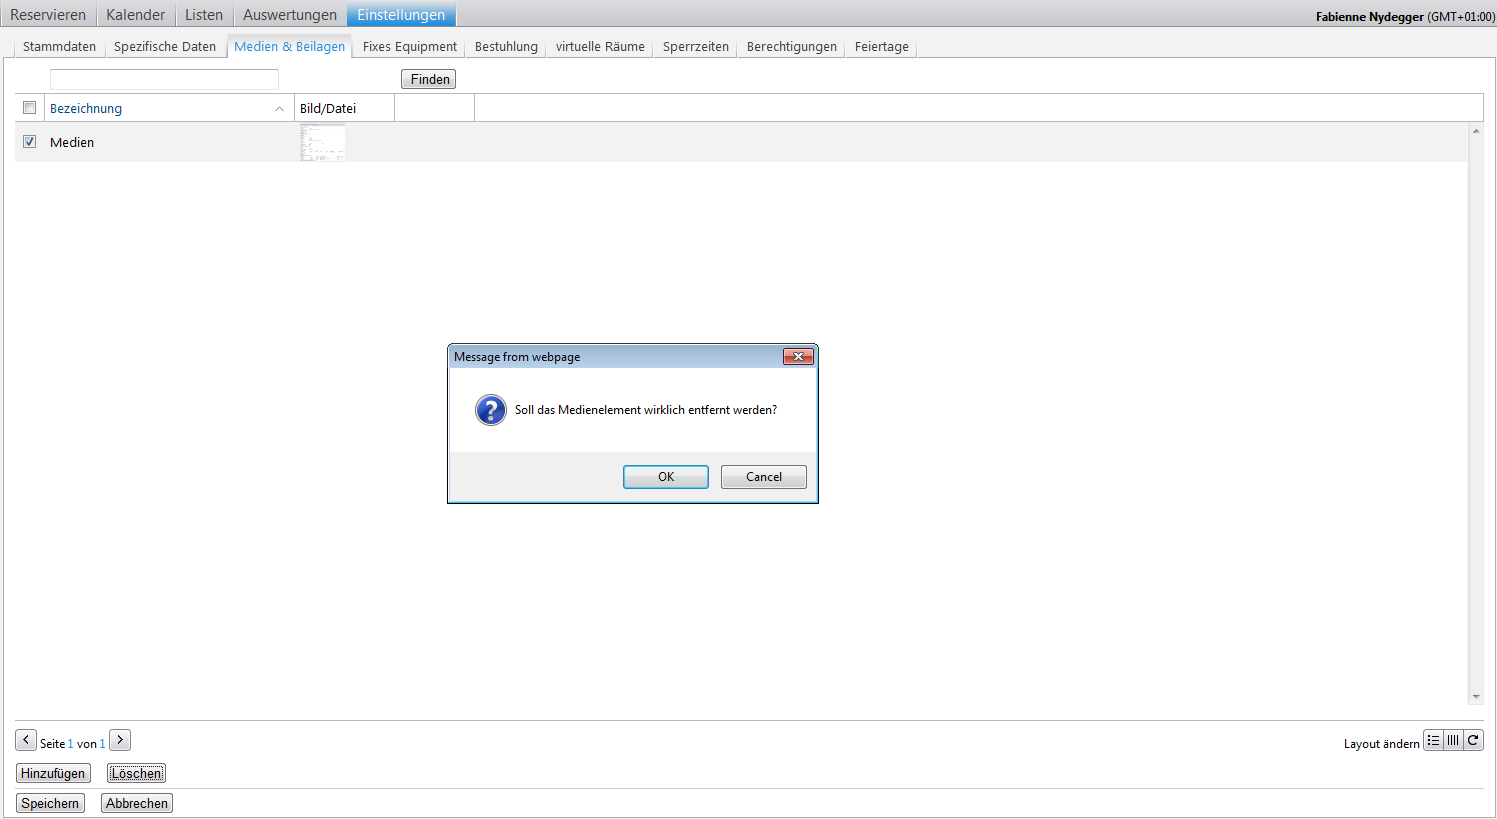 Reservieren Kalender Listen Auswertungen Einstellungen Fabienne Nydegger (GMT+01:00)
Stammdaten Spezifische Daten Medien & Beilagen Fixes Equipment Bestuhlung virtuelle Räume Sperrzeiten Berechtigungen Feiertage
Finden
Bezeichnung Bild/Datei
Medien
Message from webpage
Soll das Medienelement wirklich entfernt werden?
OK Cancel
Seite 1 von 1 Layout ändern
Hinzufügen Löschen
Speichern Abbrechen